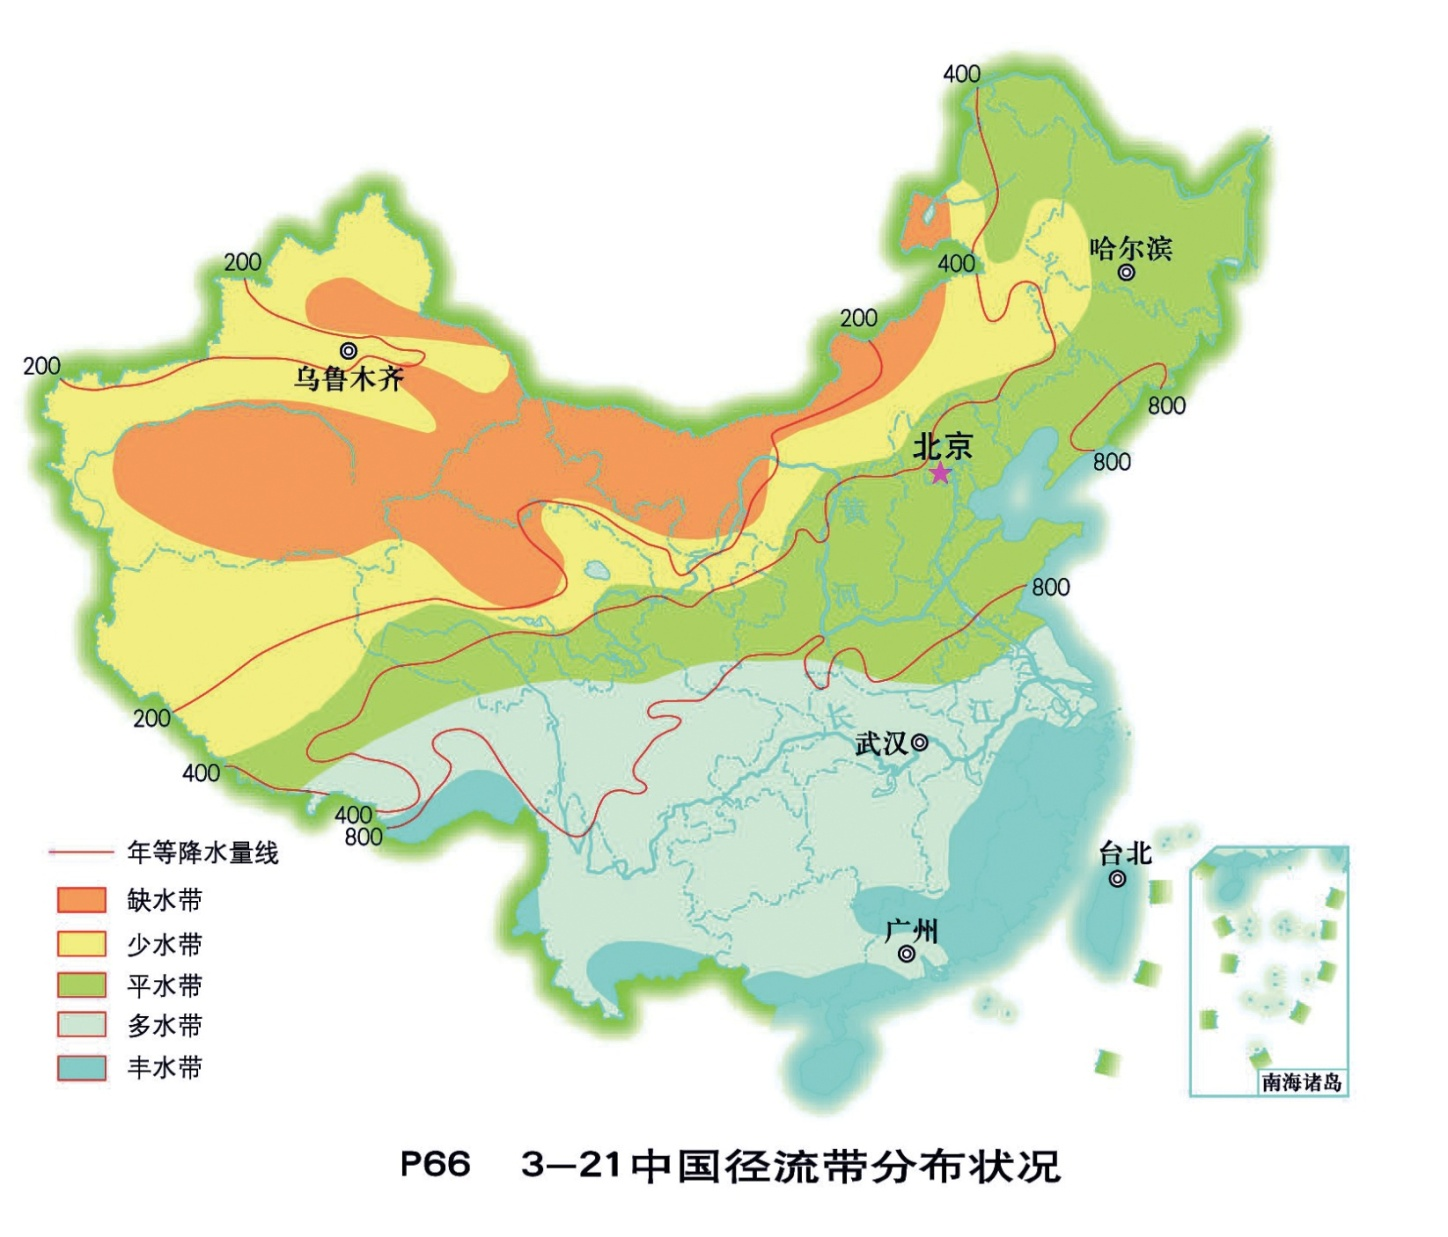 400
哈尔滨
200
400
200
200
乌鲁木齐
800
北京
800
黄
河
800
200
长
江
武汉
400
400
800
年等降水量线
台北
缺水带
广州
少水带
平水带
多水带
丰水带
南海诸岛
P66 3—21中国径流带分布状况